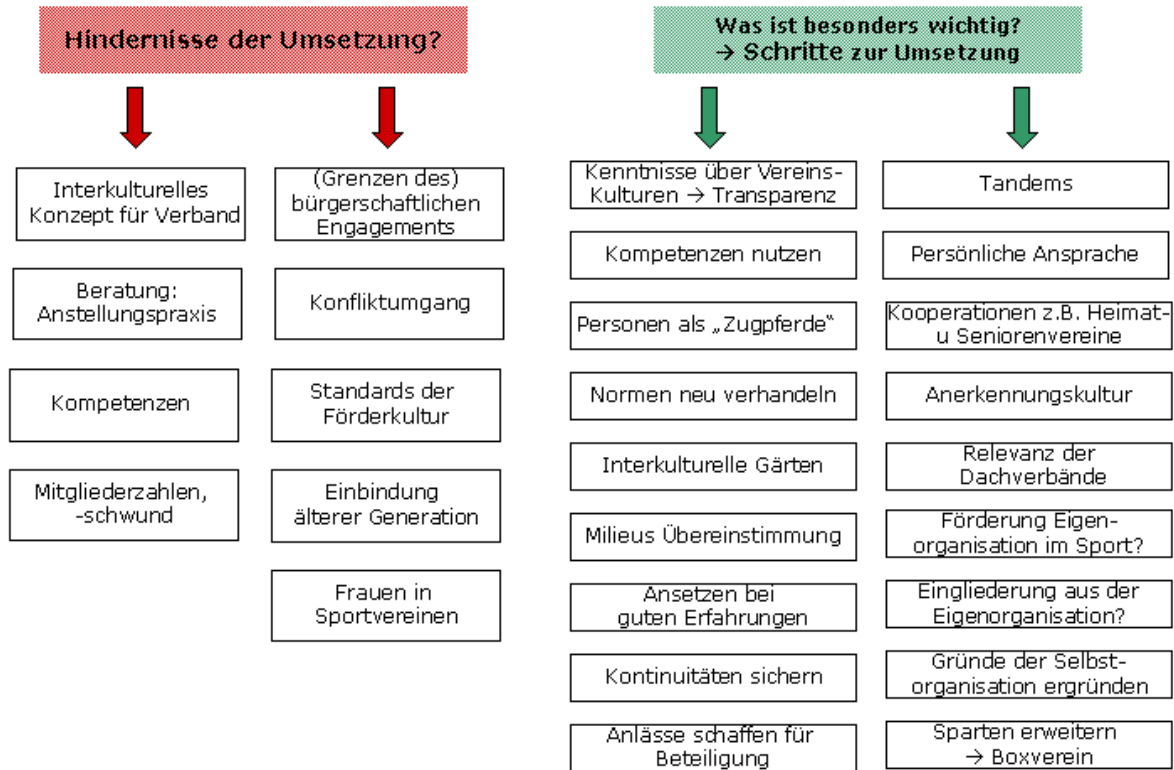 Hindernisse der Umsetzung?
Interkulturelles
Konzept für Verband
Beratung:
Anstellungspraxis
Kompetenzen
Mitgliederzahlen,
-schwund
(Grenzen des)
bürgerschaftlichen
Engagements
Konfliktumgang
Standards der
Förderkultur
Einbindung
älterer Generation
Frauen in
Sportvereinen
Was ist besonders wichtig?
→ Schritte zur Umsetzung
Kenntnisse über Vereins-
Kulturen → Transparenz
Kompetenzen nutzen
Personen als „Zugpferde“
Normen neu verhandeln
Interkulturelle Gärten
Milieus Übereinstimmung
Ansetzen bei
guten Erfahrungen
Kontinuitäten sichern
Anlässe schaffen für
Beteiligung
Tandems
Persönliche Ansprache
Kooperationen z.B. Heimat-
u Seniorenvereine
Anerkennungskultur
Relevanz der
Dachverbände
Förderung Eigen-
organisation im Sport?
Eingliederung aus der
Eigenorganisation?
Gründe der Selbst-
organisation ergründen
Sparten erweitern
→ Boxverein